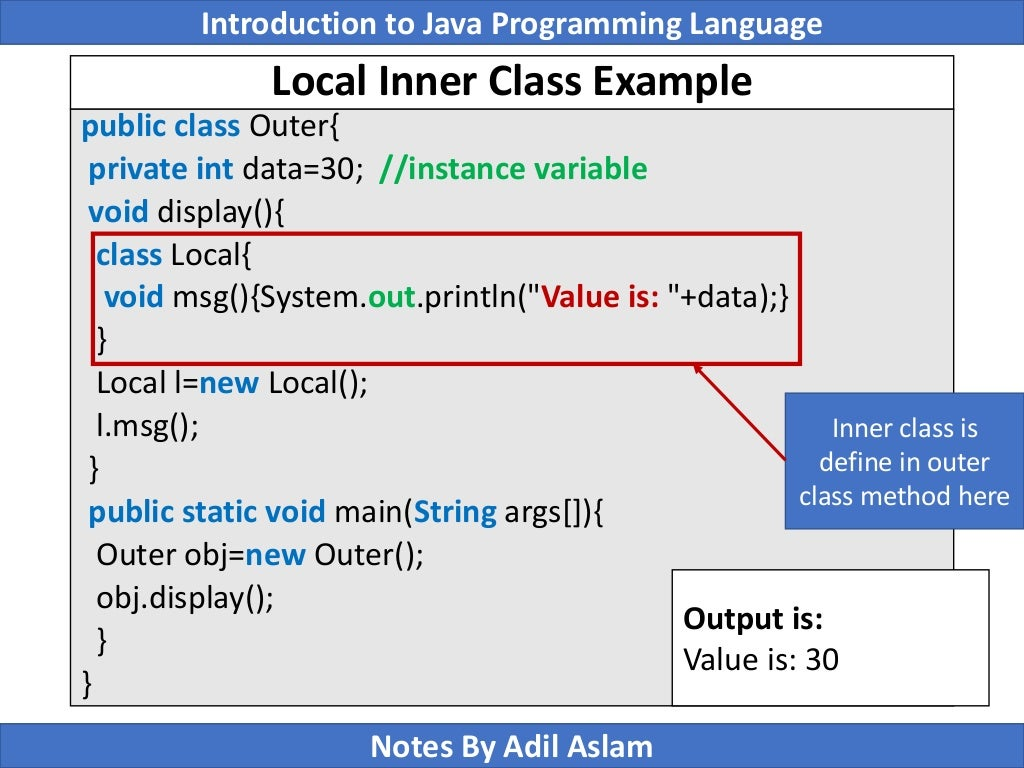 Introduction to Java Programming Language
Local Inner Class Example
public class Outer{
private int data=30;  //instance variable
void display(){
class Local{
void msg(){System.out.println("Value is: "+data);}
}
Local l=new Local();
l.msg();
}
public static void main(String args[]){
Outer obj=new Outer();
obj.display();
}
}
Inner class is
define in outer
class method here
Output is:
Value is: 30
Notes By Adil Aslam